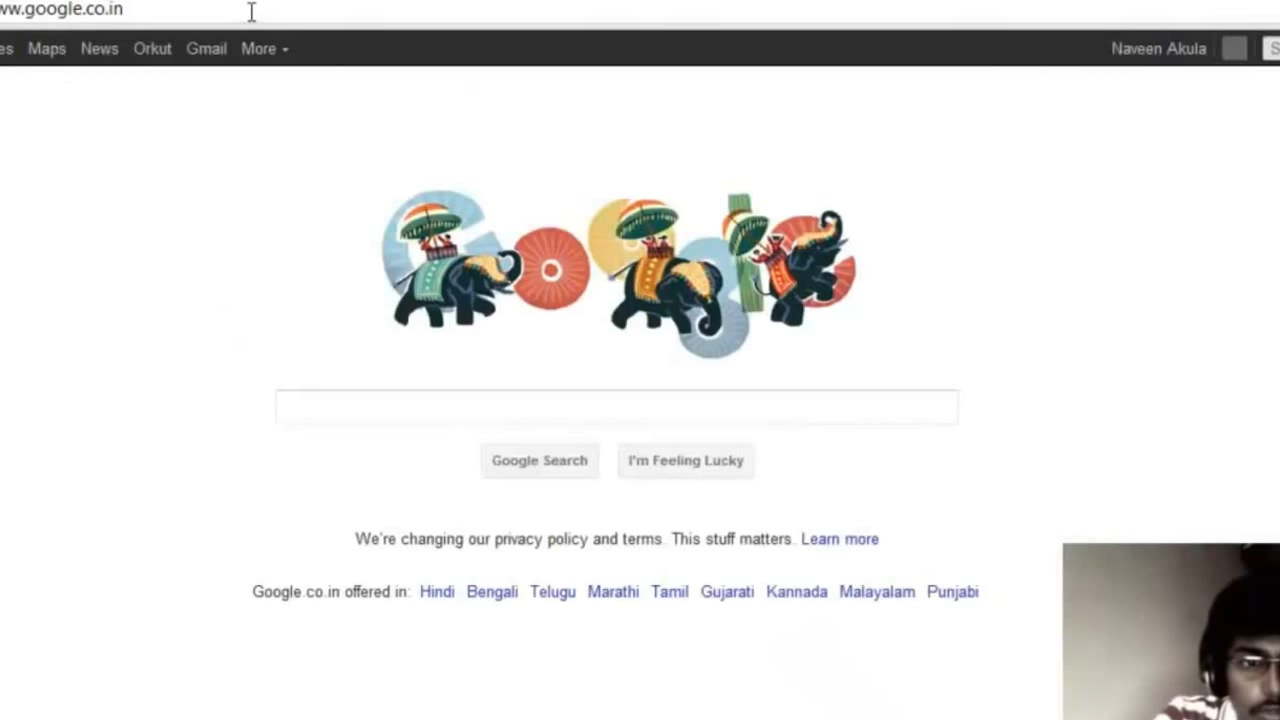 ww.google.co.in
es Maps News Orkut Gmail More
Naveen Akula S
Google
Google Search I'm Feeling Lucky
We're changing our privacy policy and terms. This stuff matters. Learn more
Google.co.in offered in: Hindi Bengali Telugu Marathi Tamil Gujarati Kannada Malayalam Punjabi